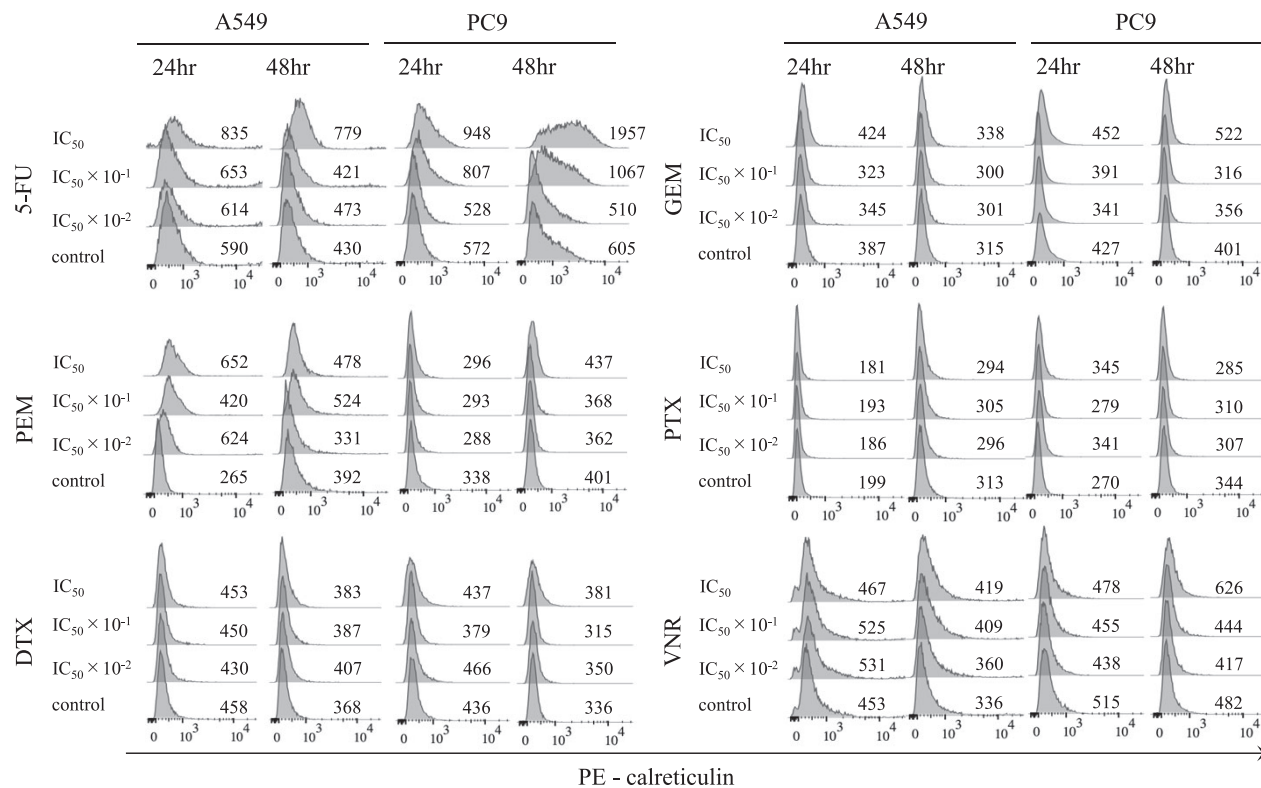 A549 PC9 A549 PC9
24hr 48hr 24hr 48hr 24hr 48hr 24hr 48hr
5-FU
IC₅₀ 835 779 948 1957
IC₅₀ × 10⁻¹ 653 421 807 1067
IC₅₀ × 10⁻² 614 473 528 510
control 590 430 572 605
0 10³ 10⁴ 0 10³ 10⁴ 0 10³ 10⁴ 0 10³ 10⁴
GEM
IC₅₀ 424 338 452 522
IC₅₀ × 10⁻¹ 323 300 391 316
IC₅₀ × 10⁻² 345 301 341 356
control 387 315 427 401
0 10³ 10⁴ 0 10³ 10⁴ 0 10³ 10⁴ 0 10³ 10⁴
PEM
IC₅₀ 652 478 296 437
IC₅₀ × 10⁻¹ 420 524 293 368
IC₅₀ × 10⁻² 624 331 288 362
control 265 392 338 401
0 10³ 10⁴ 0 10³ 10⁴ 0 10³ 10⁴ 0 10³ 10⁴
PTX
IC₅₀ 181 294 345 285
IC₅₀ × 10⁻¹ 193 305 279 310
IC₅₀ × 10⁻² 186 296 341 307
control 199 313 270 344
0 10³ 10⁴ 0 10³ 10⁴ 0 10³ 10⁴ 0 10³ 10⁴
DTX
IC₅₀ 453 383 437 381
IC₅₀ × 10⁻¹ 450 387 379 315
IC₅₀ × 10⁻² 430 407 466 350
control 458 368 436 336
0 10³ 10⁴ 0 10³ 10⁴ 0 10³ 10⁴ 0 10³ 10⁴
VNR
IC₅₀ 467 419 478 626
IC₅₀ × 10⁻¹ 525 409 455 444
IC₅₀ × 10⁻² 531 360 438 417
control 453 336 515 482
0 10³ 10⁴ 0 10³ 10⁴ 0 10³ 10⁴ 0 10³ 10⁴
PE - calreticulin